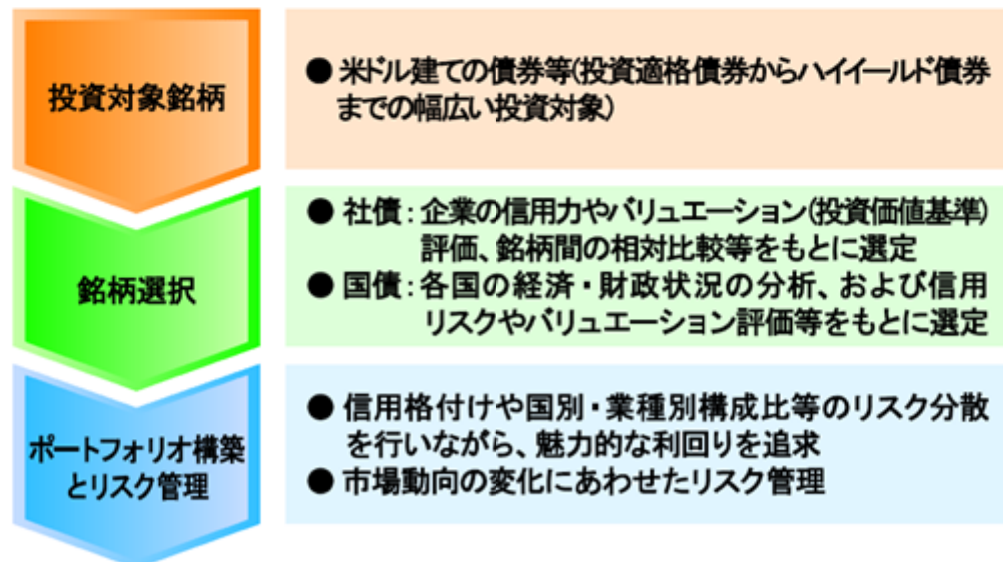 投資対象銘柄
● 米ドル建ての債券等(投資適格債券からハイイールド債券
までの幅広い投資対象)
銘柄選択
● 社債：企業の信用力やバリュエーション(投資価値基準)
評価、銘柄間の相対比較等をもとに選定
● 国債：各国の経済・財政状況の分析、および信用
リスクやバリュエーション評価等をもとに選定
ポートフォリオ構築
とリスク管理
● 信用格付けや国別・業種別構成比等のリスク分散
を行いながら、魅力的な利回りを追求
● 市場動向の変化にあわせたリスク管理